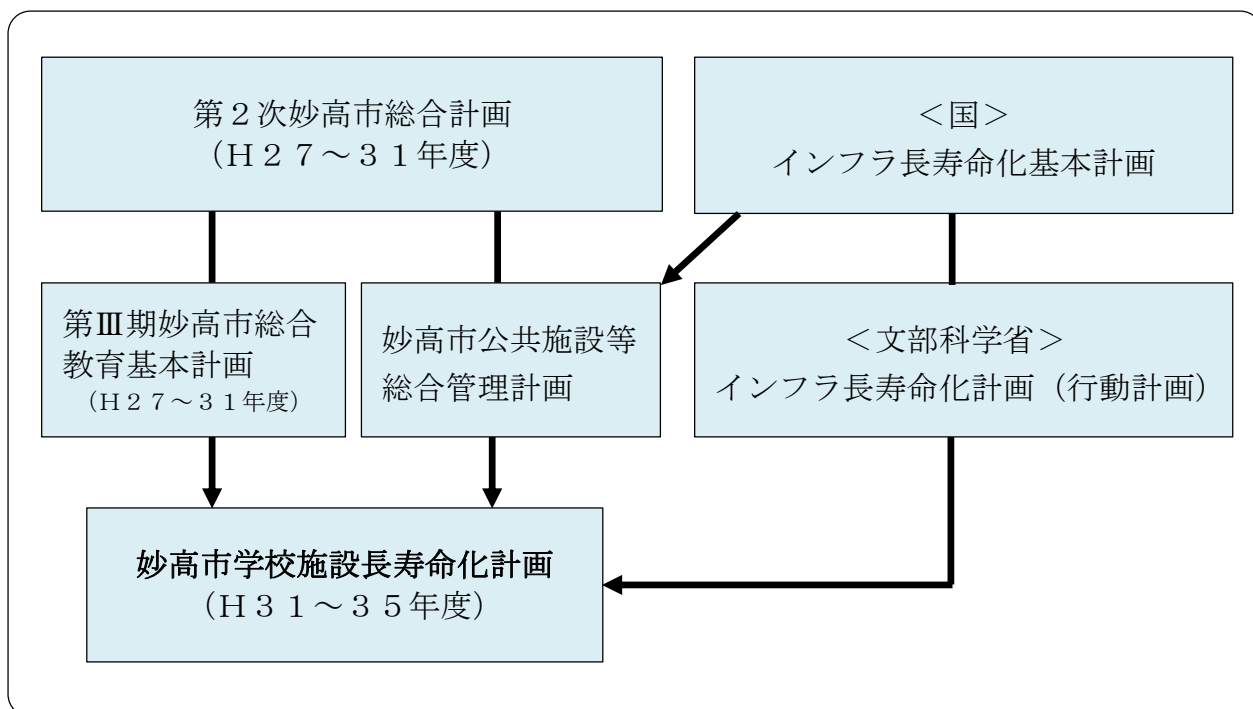 第２次妙高市総合計画
（Ｈ２７～３１年度）
＜国＞
インフラ長寿命化基本計画
第Ⅲ期妙高市総合
教育基本計画
（Ｈ２７～３１年度）
妙高市公共施設等
総合管理計画
＜文部科学省＞
インフラ長寿命化計画（行動計画）
妙高市学校施設長寿命化計画
（Ｈ３１～３５年度）